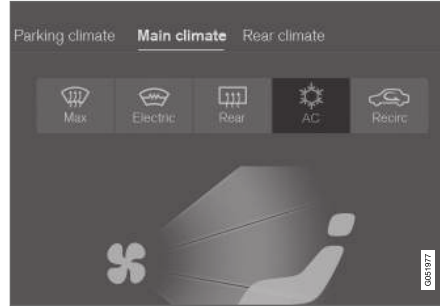 Parking climate Main climate Rear climate
Max Electric Rear AC Recirc
G051977